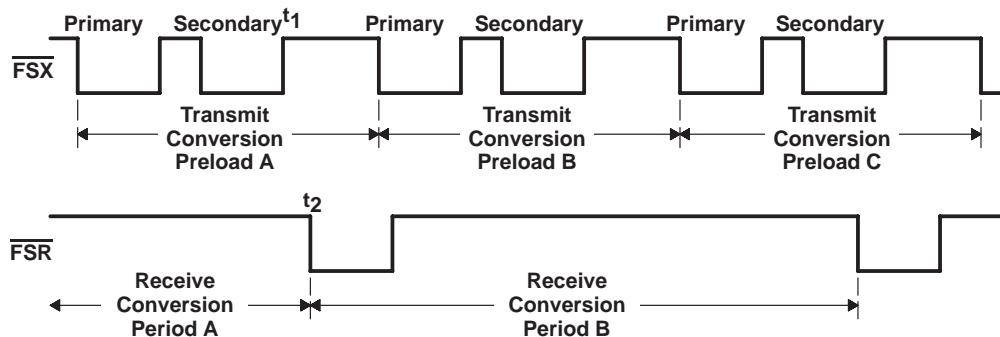 Primary Secondary t1 Primary Secondary Primary Secondary
FSX
Transmit Conversion Preload A
Transmit Conversion Preload B
Transmit Conversion Preload C
t2
FSR
Receive Conversion Period A
Receive Conversion Period B